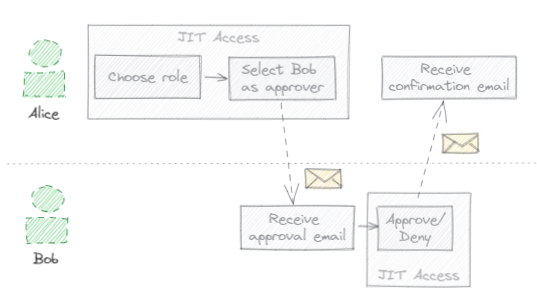 JIT Access
Choose role
Select Bob
as approver
Receive
confirmation email
Alice
Receive
approval email
Approve/
Deny
JIT Access
Bob